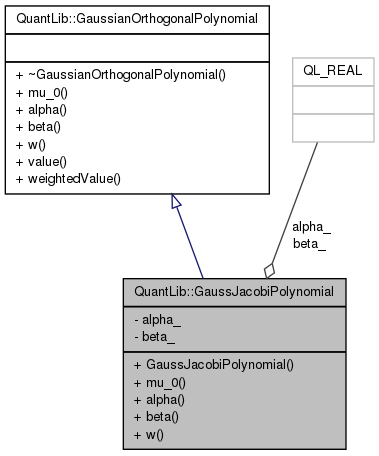 QuantLib::GaussianOrthogonalPolynomial
+ ~GaussianOrthogonalPolynomial()
+ mu_0()
+ alpha()
+ beta()
+ w()
+ value()
+ weightedValue()
QL_REAL
alpha_
beta_
QuantLib::GaussJacobiPolynomial
- alpha_
- beta_
+ GaussJacobiPolynomial()
+ mu_0()
+ alpha()
+ beta()
+ w()